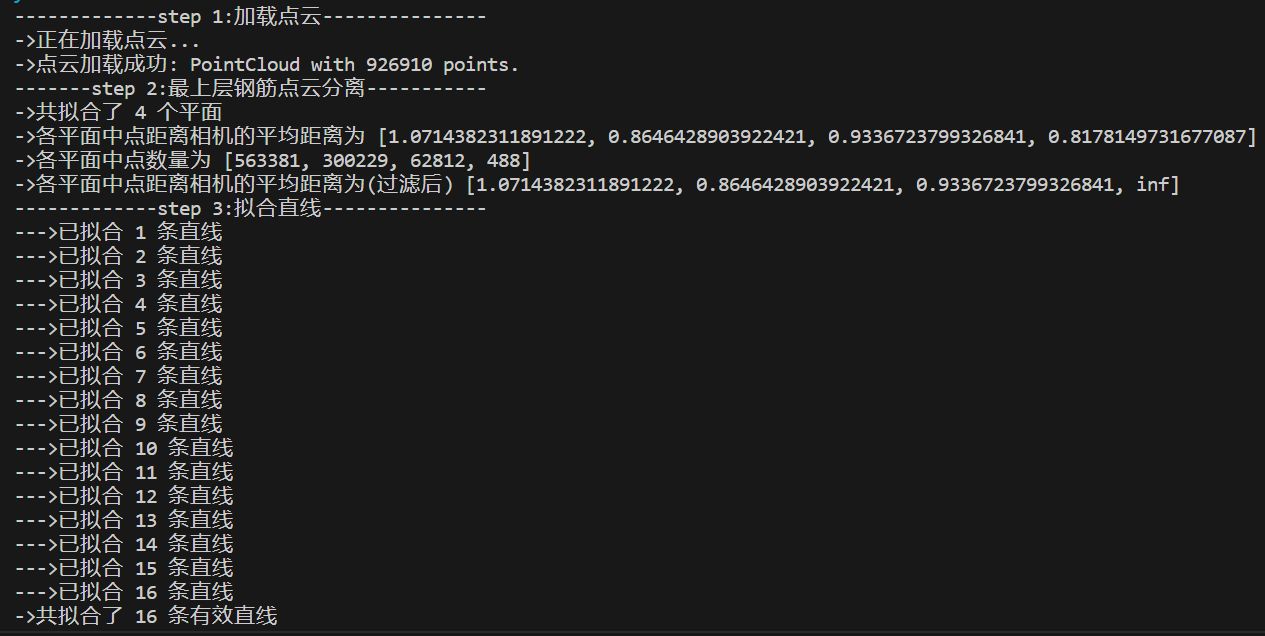 -------------step 1:加载点云---------------
->正在加载点云...
->点云加载成功: PointCloud with 926910 points.
-------step 2:最上层钢筋点云分离-----------
->共拟合了 4 个平面
->各平面中点距离相机的平均距离为 [1.0714382311891222, 0.8646428903922421, 0.9336723799326841, 0.8178149731677087]
->各平面中点数量为 [563381, 300229, 62812, 488]
->各平面中点距离相机的平均距离为(过滤后) [1.0714382311891222, 0.8646428903922421, 0.9336723799326841, inf]
-------------step 3:拟合直线---------------
--->已拟合 1 条直线
--->已拟合 2 条直线
--->已拟合 3 条直线
--->已拟合 4 条直线
--->已拟合 5 条直线
--->已拟合 6 条直线
--->已拟合 7 条直线
--->已拟合 8 条直线
--->已拟合 9 条直线
--->已拟合 10 条直线
--->已拟合 11 条直线
--->已拟合 12 条直线
--->已拟合 13 条直线
--->已拟合 14 条直线
--->已拟合 15 条直线
--->已拟合 16 条直线
->共拟合了 16 条有效直线